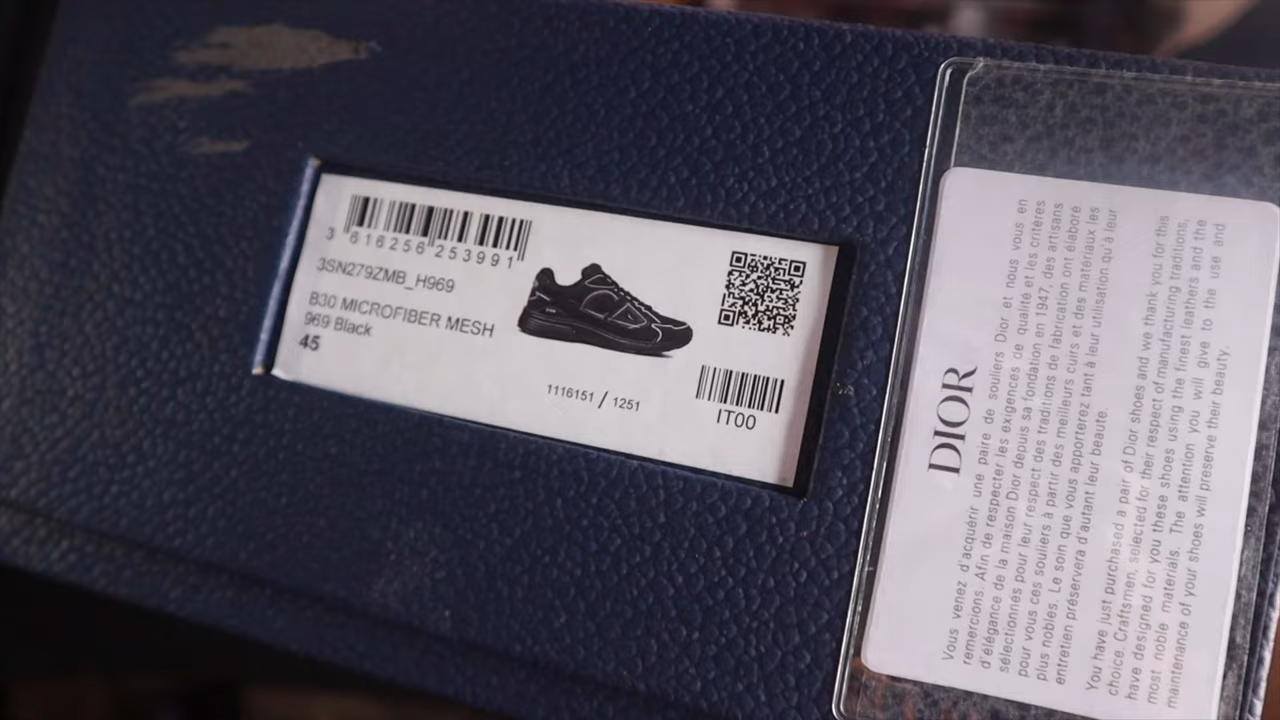 3 616256 253991
3SN279ZMB_H969
B30 MICROFIBER MESH
969 Black
45
1116151 / 1251
IT00
DIOR
Vous venez d'acquérir une paire de souliers Dior et nous vous en
remercions. Afin de respecter les exigences de qualité et les critères
d'élégance de la maison Dior depuis sa fondation en 1947, des artisans
sélectionnés pour leur respect des traditions de fabrication ont élaboré
pour vous ces souliers à partir des meilleurs cuirs et des matériaux les
plus nobles. Le soin que vous apporterez tant à leur utilisation qu'à leur
entretien préservera d'autant leur beaute.
You have just purchased a pair of Dior shoes and we thank you for this
choice. Craftsmen, selected for their respect of manufacturing traditions,
have designed for you these shoes using the finest leathers and the
most noble materials. The attention you will give to the use and
maintenance of your shoes will preserve their beauty.